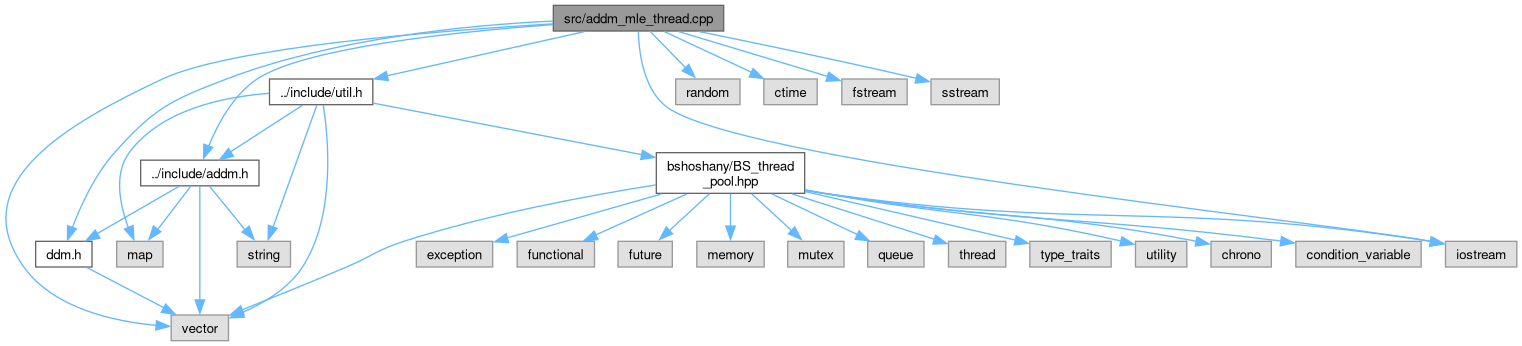 src/addm_mle_thread.cpp
../include/util.h
random
ctime
fstream
sstream
../include/addm.h
bshoshany/BS_thread
_pool.hpp
ddm.h
map
string
exception
functional
future
memory
mutex
queue
thread
type_traits
utility
chrono
condition_variable
iostream
vector